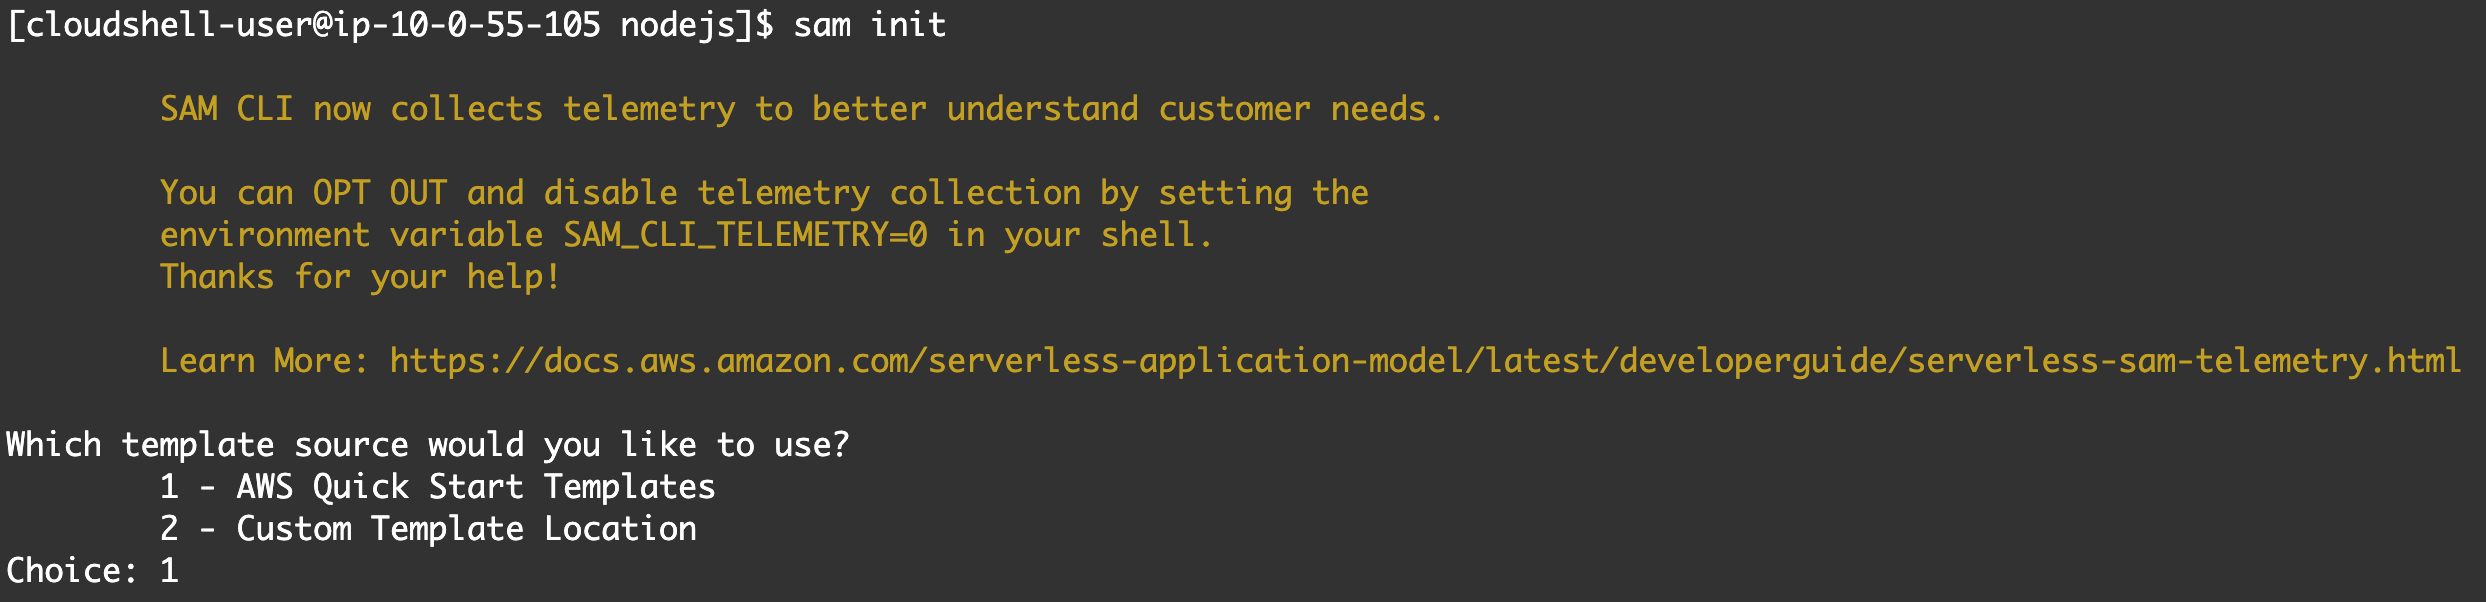 [cloudshell-user@ip-10-0-55-105 nodejs]$ sam init
SAM CLI now collects telemetry to better understand customer needs.
You can OPT OUT and disable telemetry collection by setting the
environment variable SAM_CLI_TELEMETRY=0 in your shell.
Thanks for your help!
Learn More: https://docs.aws.amazon.com/serverless-application-model/latest/developerguide/serverless-sam-telemetry.html
Which template source would you like to use?
1 - AWS Quick Start Templates
2 - Custom Template Location
Choice: 1